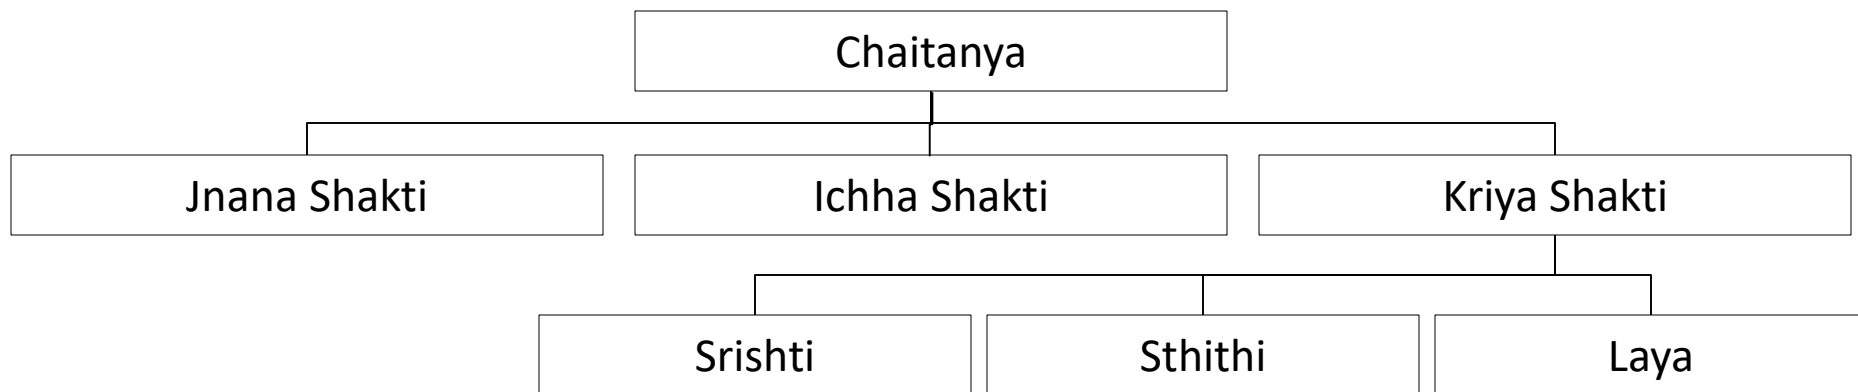 Chaitanya
Jnana Shakti
Ichha Shakti
Kriya Shakti
Srishti
Sthithi
Laya